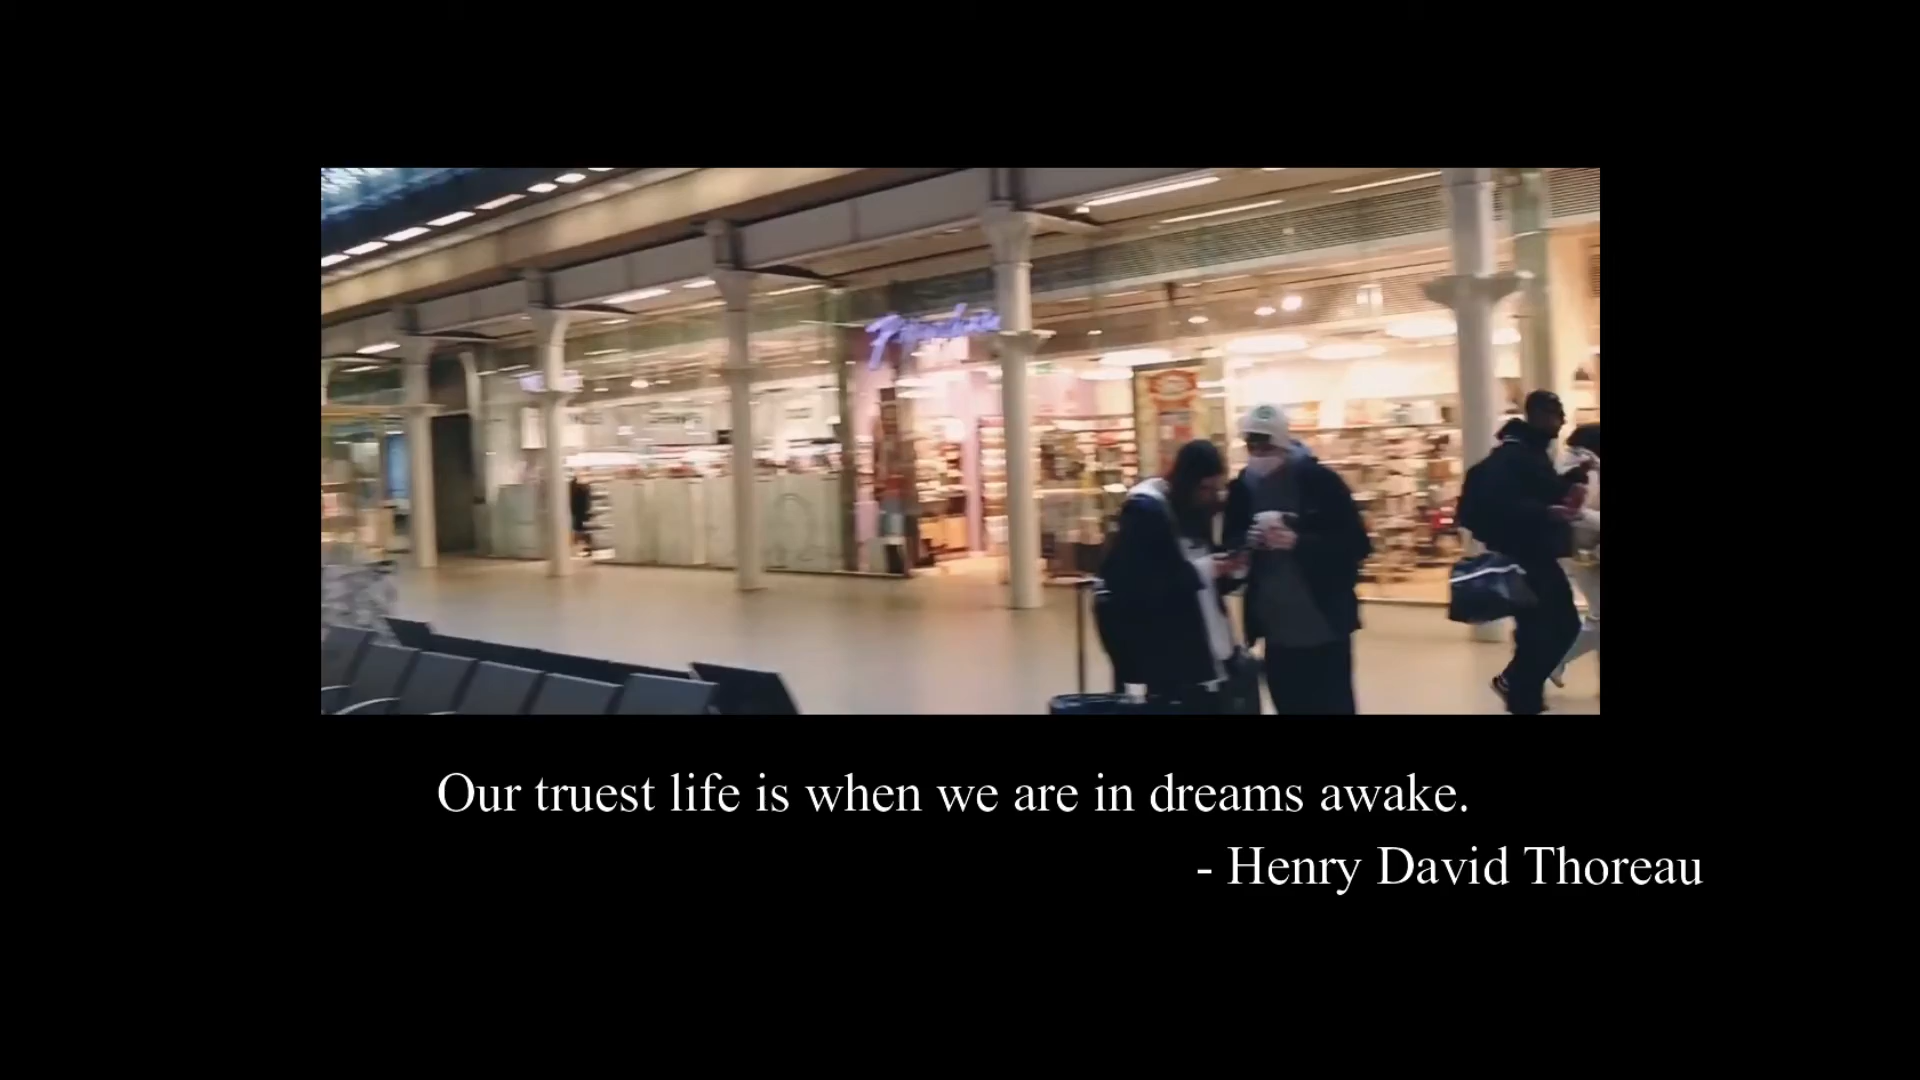 Our truest life is when we are in dreams awake.
- Henry David Thoreau